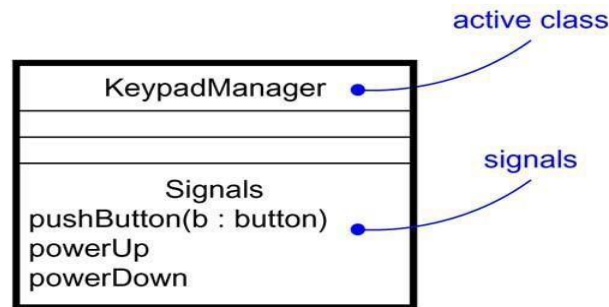 active class
KeypadManager
signals
Signals
pushButton(b : button)
powerUp
powerDown